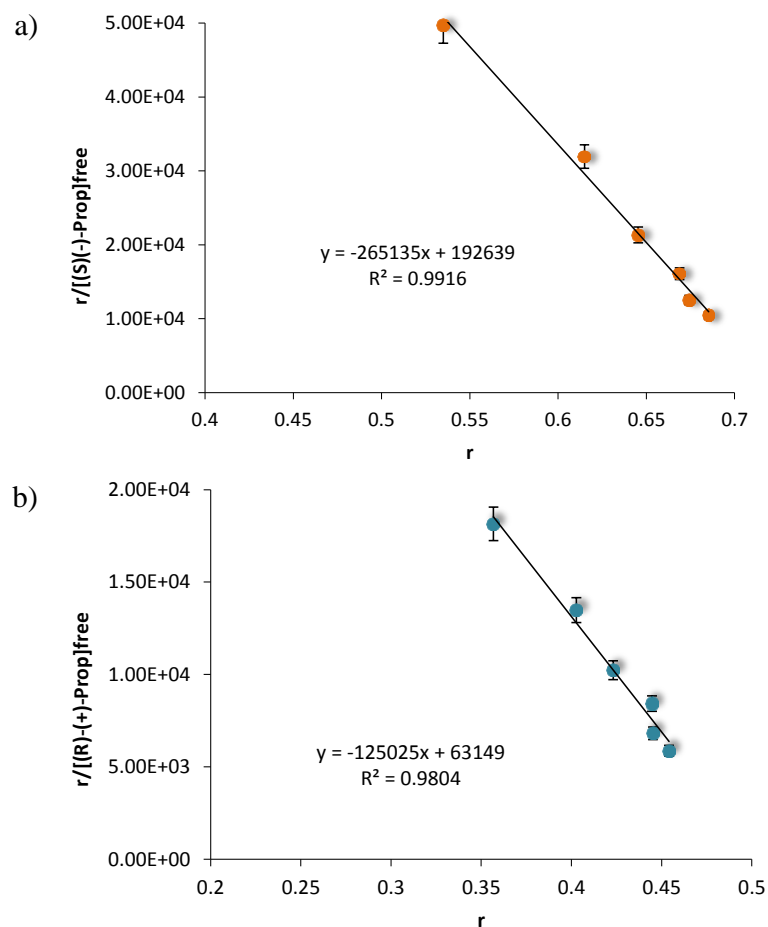 a)
r/[(S)(-)-Prop]free
5.00E+04
4.00E+04
3.00E+04
2.00E+04
1.00E+04
0.00E+00
y = -265135x + 192639
R² = 0.9916
0.4 0.45 0.5 0.55 0.6 0.65 0.7
r
b)
r/[(R)-(+)-Prop]free
2.00E+04
1.50E+04
1.00E+04
5.00E+03
0.00E+00
y = -125025x + 63149
R² = 0.9804
0.2 0.25 0.3 0.35 0.4 0.45 0.5
r